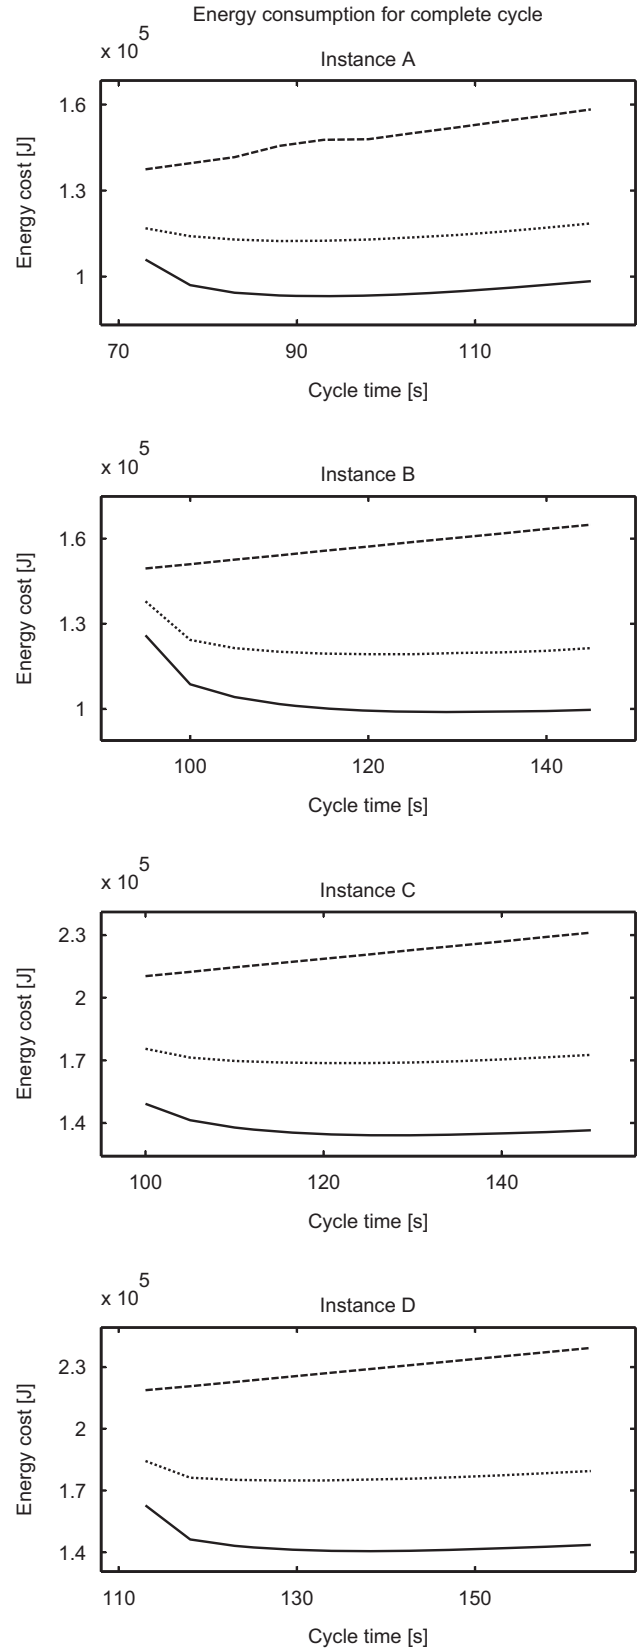 Energy consumption for complete cycle
x 10^5
Instance A
1.6
1.3
1
Energy cost [J]
70 90 110
Cycle time [s]
x 10^5
Instance B
1.6
1.3
1
Energy cost [J]
100 120 140
Cycle time [s]
x 10^5
Instance C
2.3
2
1.7
1.4
Energy cost [J]
100 120 140
Cycle time [s]
x 10^5
Instance D
2.3
2
1.7
1.4
Energy cost [J]
110 130 150
Cycle time [s]